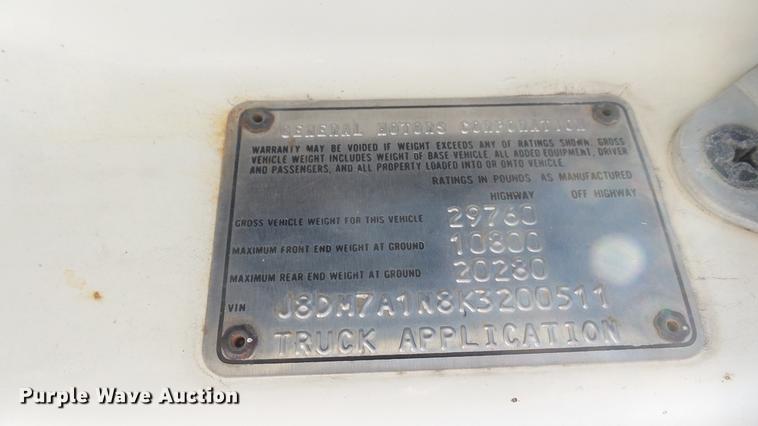 GENERAL MOTORS CORPORATION
WARRANTY MAY BE VOIDED IF WEIGHT EXCEEDS ANY OF RATINGS SHOWN. GROSS
VEHICLE WEIGHT INCLUDES WEIGHT OF BASE VEHICLE, ALL ADDED EQUIPMENT, DRIVER
AND PASSENGERS, AND ALL PROPERTY LOADED INTO OR ONTO VEHICLE.
RATINGS IN POUNDS AS MANUFACTURED
HIGHWAY OFF HIGHWAY
GROSS VEHICLE WEIGHT FOR THIS VEHICLE 29760
MAXIMUM FRONT END WEIGHT AT GROUND 10800
MAXIMUM REAR END WEIGHT AT GROUND 20280
VIN J8DM7A1N8K3200511
TRUCK APPLICATION
Purple Wave Auction